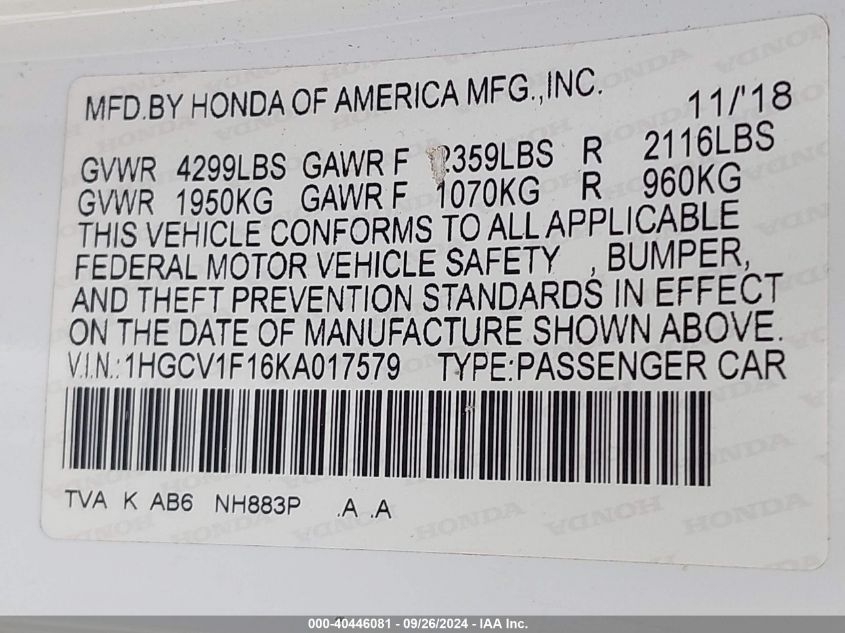 MFD.BY HONDA OF AMERICA MFG.,INC. 11/'18
GVWR 4299LBS GAWR F 2359LBS R 2116LBS
GVWR 1950KG GAWR F 1070KG R 960KG
THIS VEHICLE CONFORMS TO ALL APPLICABLE
FEDERAL MOTOR VEHICLE SAFETY , BUMPER,
AND THEFT PREVENTION STANDARDS IN EFFECT
ON THE DATE OF MANUFACTURE SHOWN ABOVE.
V.I.N.: 1HGCV1F16KA017579 TYPE:PASSENGER CAR
TVA K AB6 NH883P .A .A
000-40446081 - 09/26/2024 - IAA Inc.